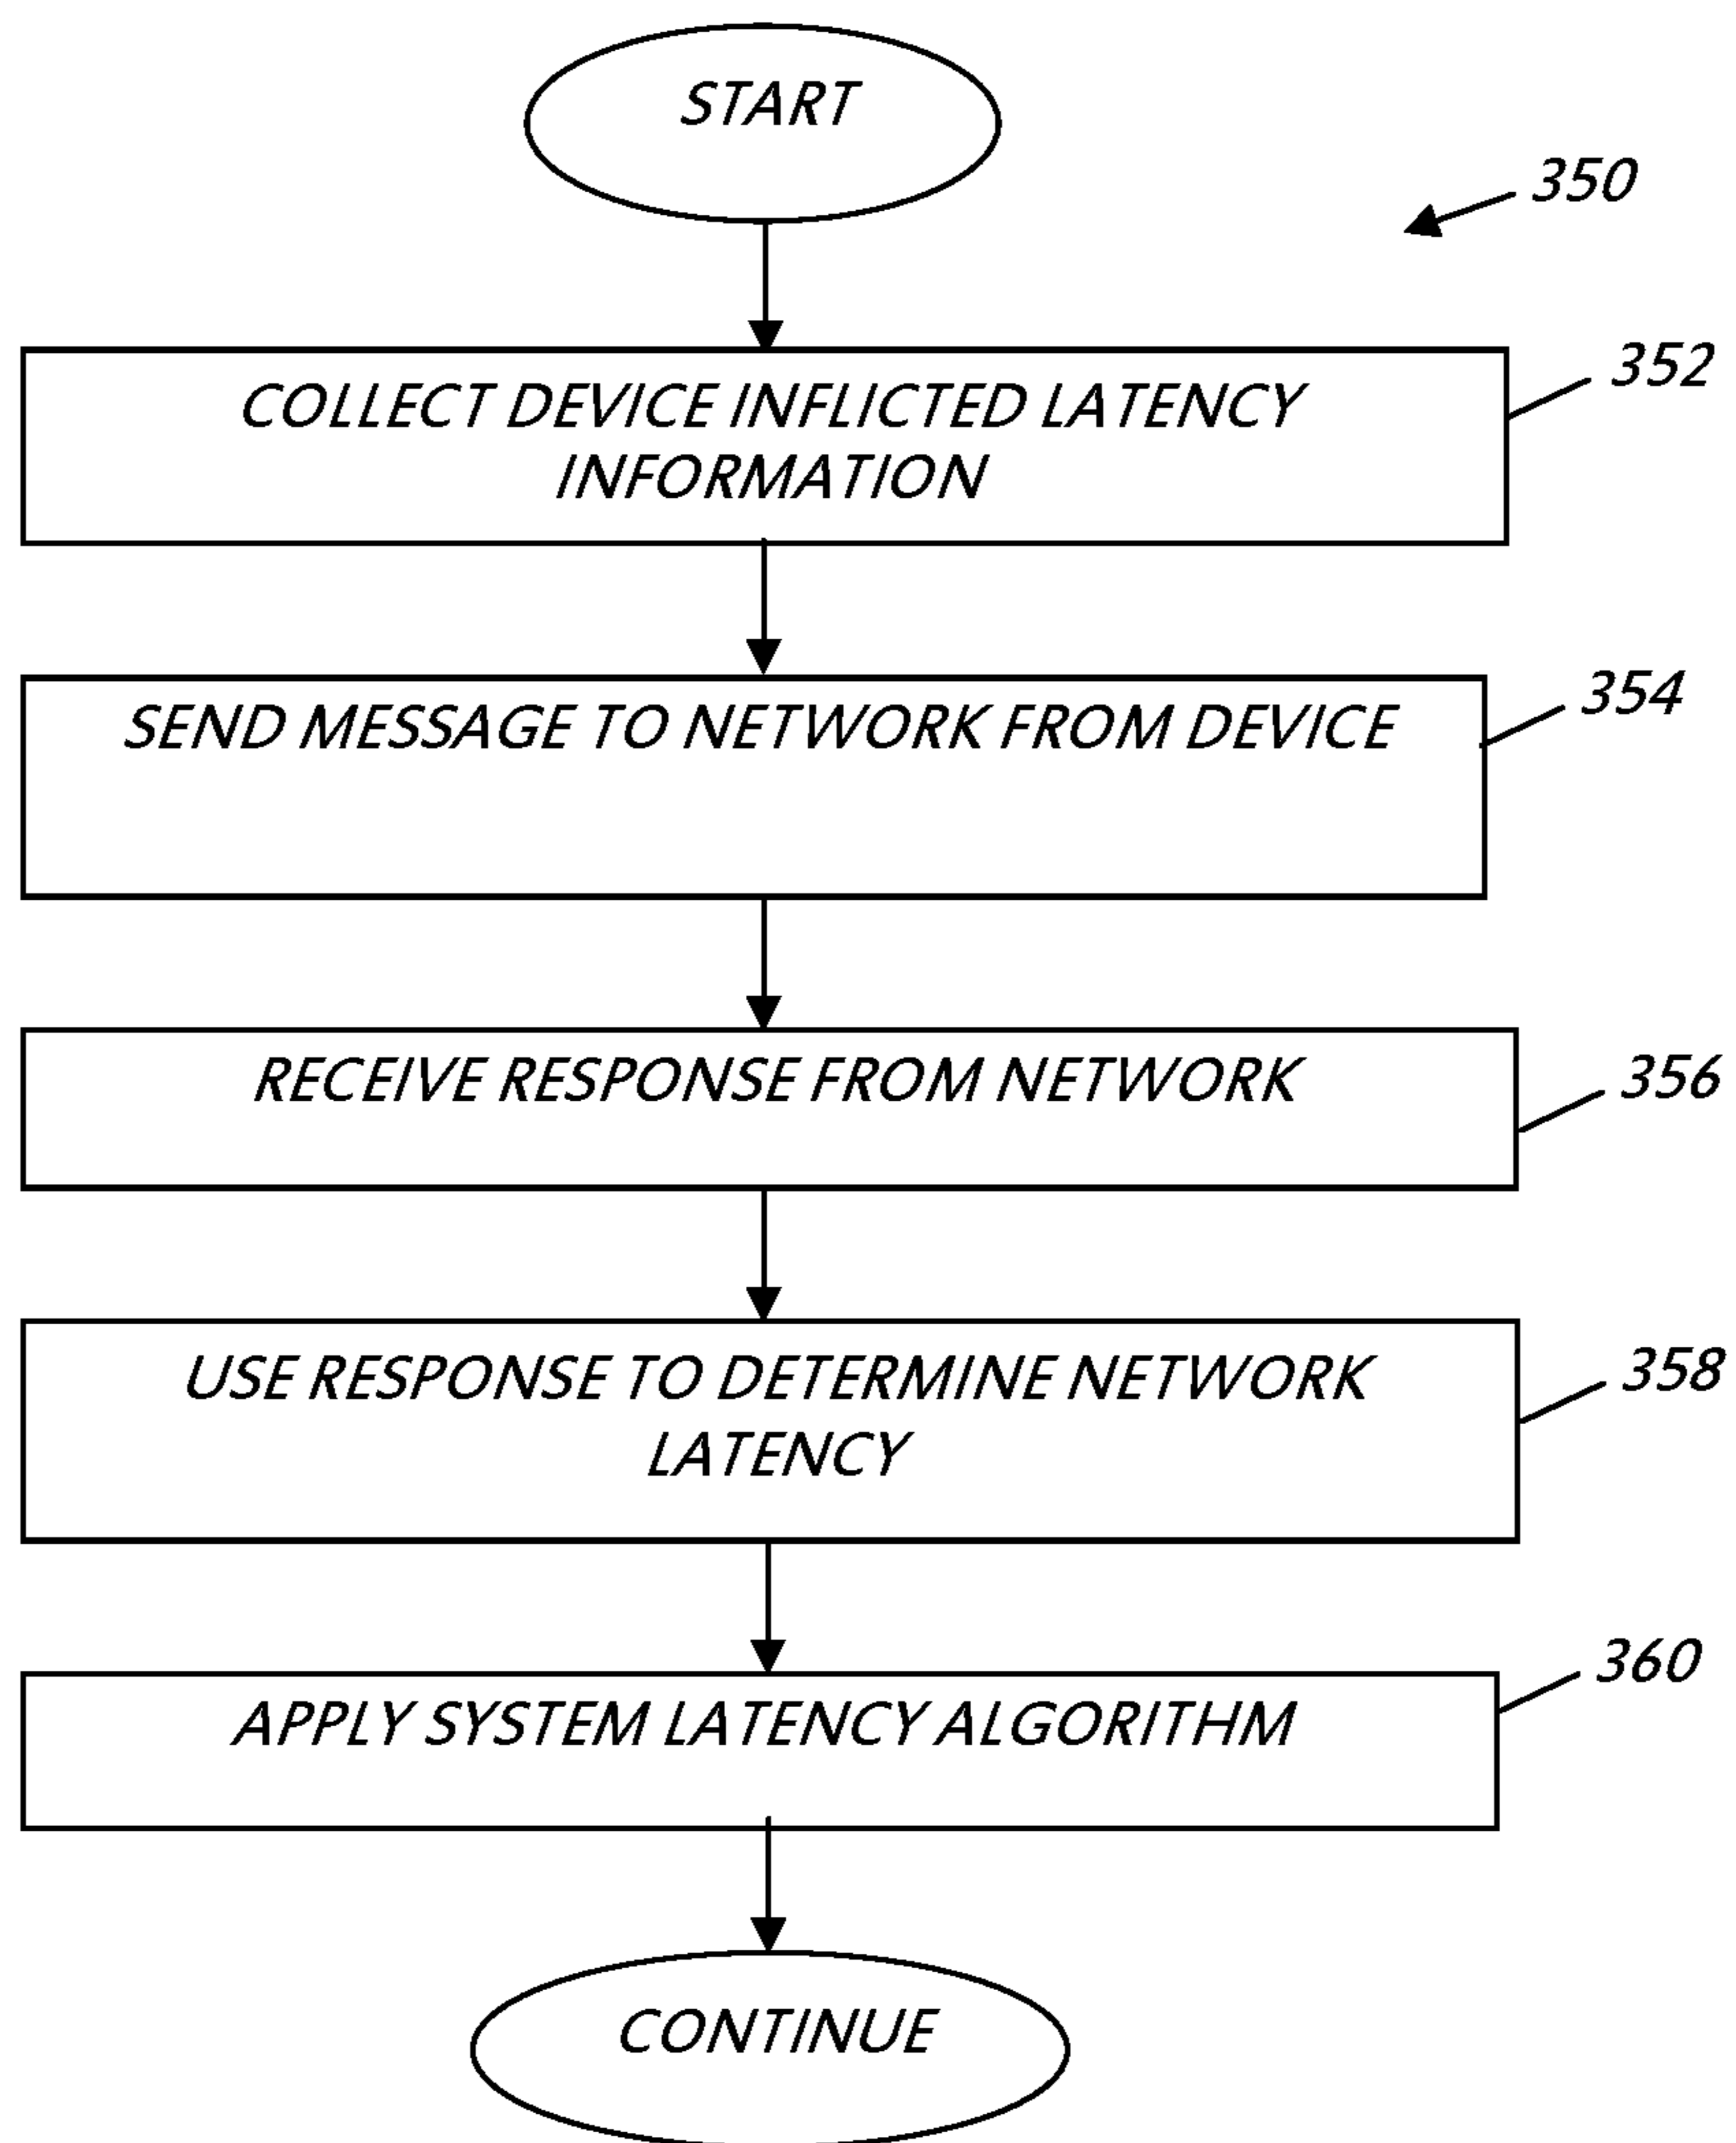 START
350
COLLECT DEVICE INFLICTED LATENCY
INFORMATION
352
SEND MESSAGE TO NETWORK FROM DEVICE
354
RECEIVE RESPONSE FROM NETWORK
356
USE RESPONSE TO DETERMINE NETWORK
LATENCY
358
APPLY SYSTEM LATENCY ALGORITHM
360
CONTINUE